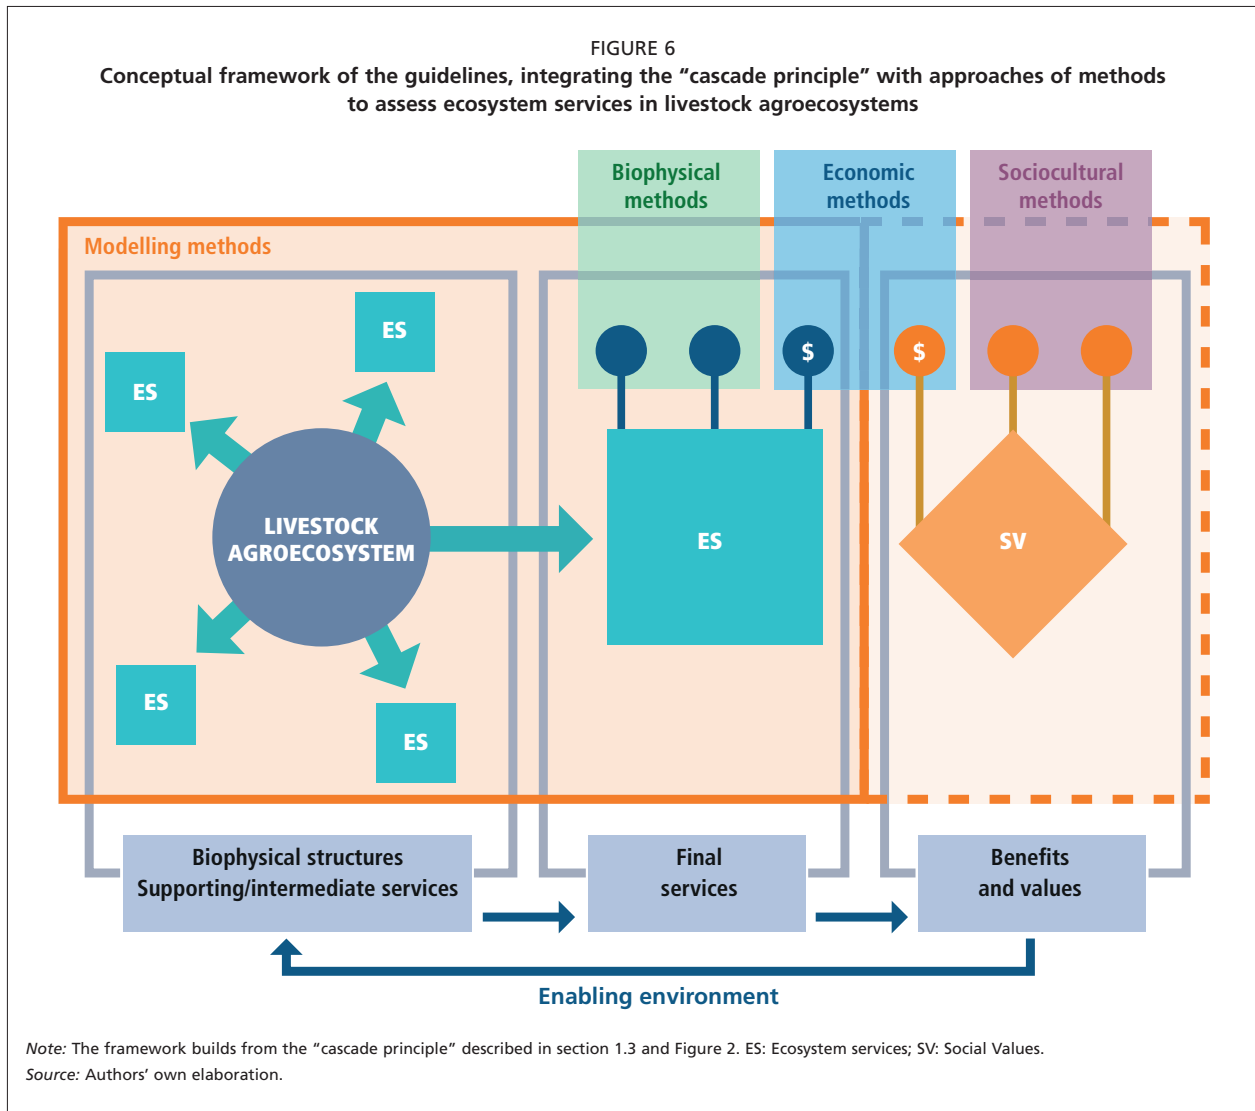 FIGURE 6
Conceptual framework of the guidelines, integrating the “cascade principle” with approaches of methods
to assess ecosystem services in livestock agroecosystems
Biophysical
methods
Economic
methods
Sociocultural
methods
Modelling methods
ES
ES
$
$
LIVESTOCK
AGROECOSYSTEM
ES
SV
ES
ES
Biophysical structures
Supporting/intermediate services
Final
services
Benefits
and values
Enabling environment
Note: The framework builds from the “cascade principle” described in section 1.3 and Figure 2. ES: Ecosystem services; SV: Social Values.
Source: Authors’ own elaboration.